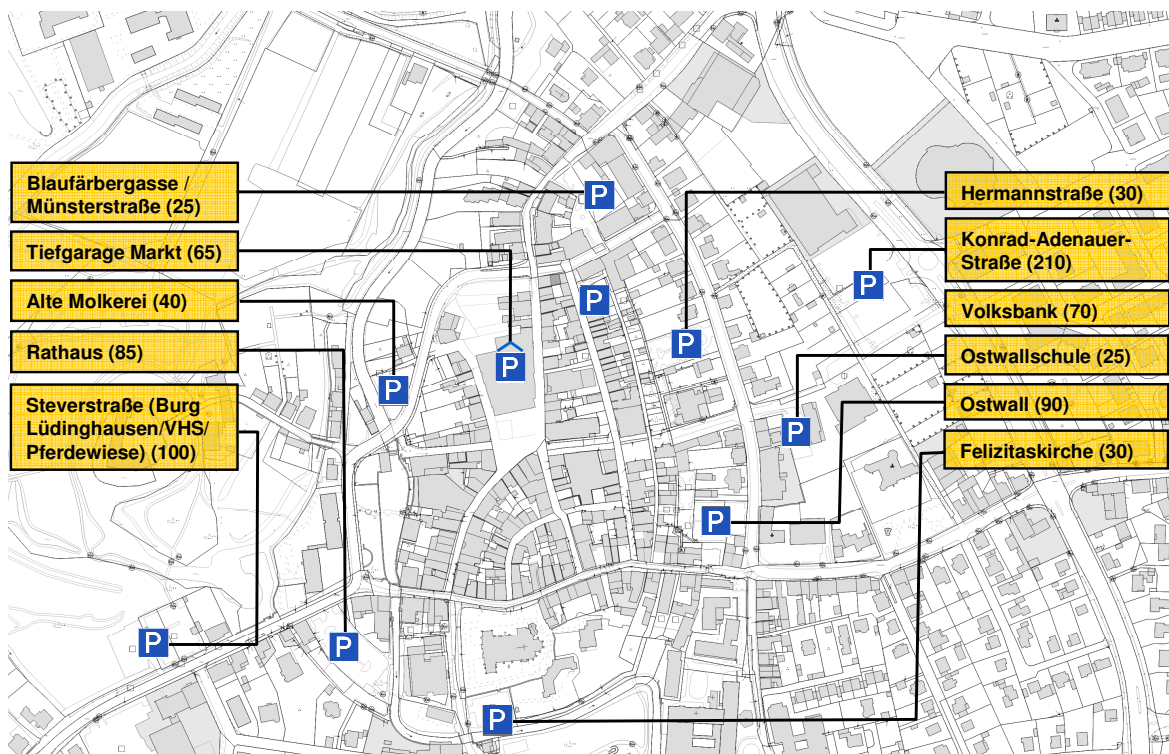 Blaufärbergasse /
Münsterstraße (25)
Tiefgarage Markt (65)
Alte Molkerei (40)
Rathaus (85)
Steverstraße (Burg
Lüdinghausen/VHS/
Pferdewiese) (100)
Hermannstraße (30)
Konrad-Adenauer-
Straße (210)
Volksbank (70)
Ostwallschule (25)
Ostwall (90)
Felizitaskirche (30)
P
P
P
P
P
P
P
P
P
P
P